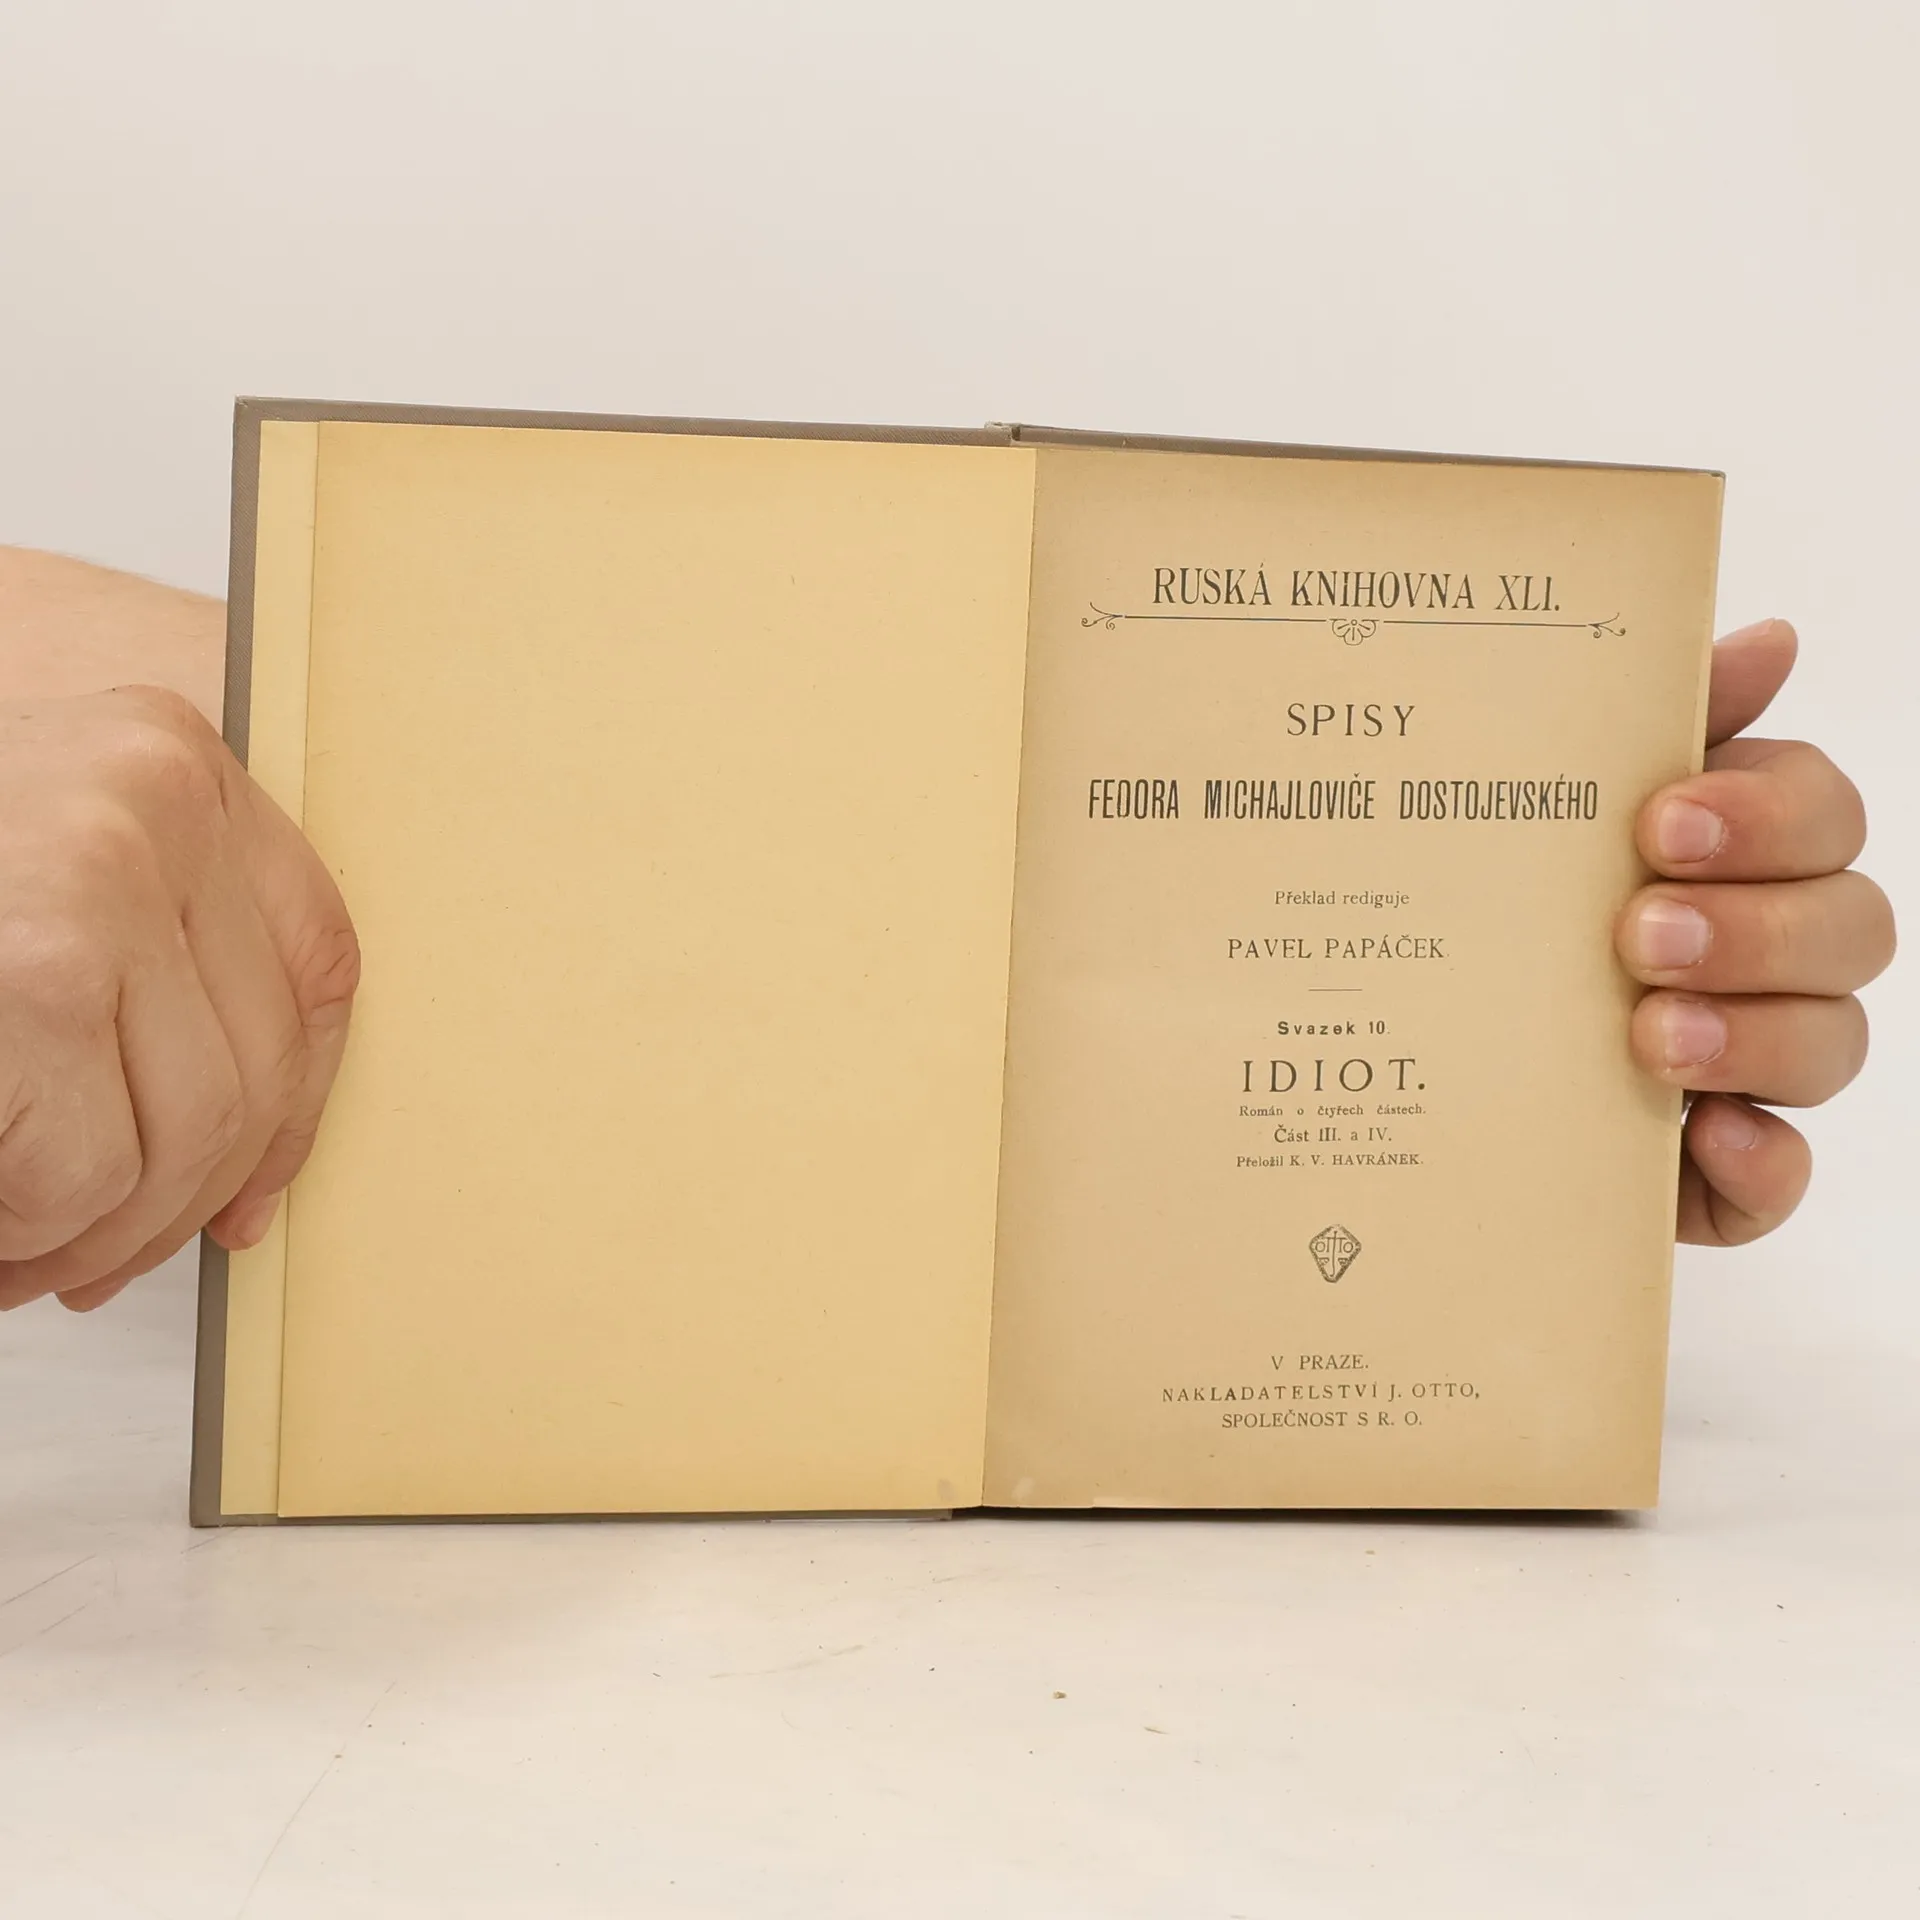 RUSKÁ KNIHOVNA XLI.
SPISY
FEDORA MICHAJLOVIČE DOSTOJEVSKÉHO
Překlad rediguje
PAVEL PAPÁČEK.
Svazek 10.
IDIOT.
Román o čtyřech částech.
Část III. a IV.
Přeložil K. V. HAVRÁNEK.
OTTO
V PRAZE.
NAKLADATELSTVÍ J. OTTO,
SPOLEČNOST S R. O.